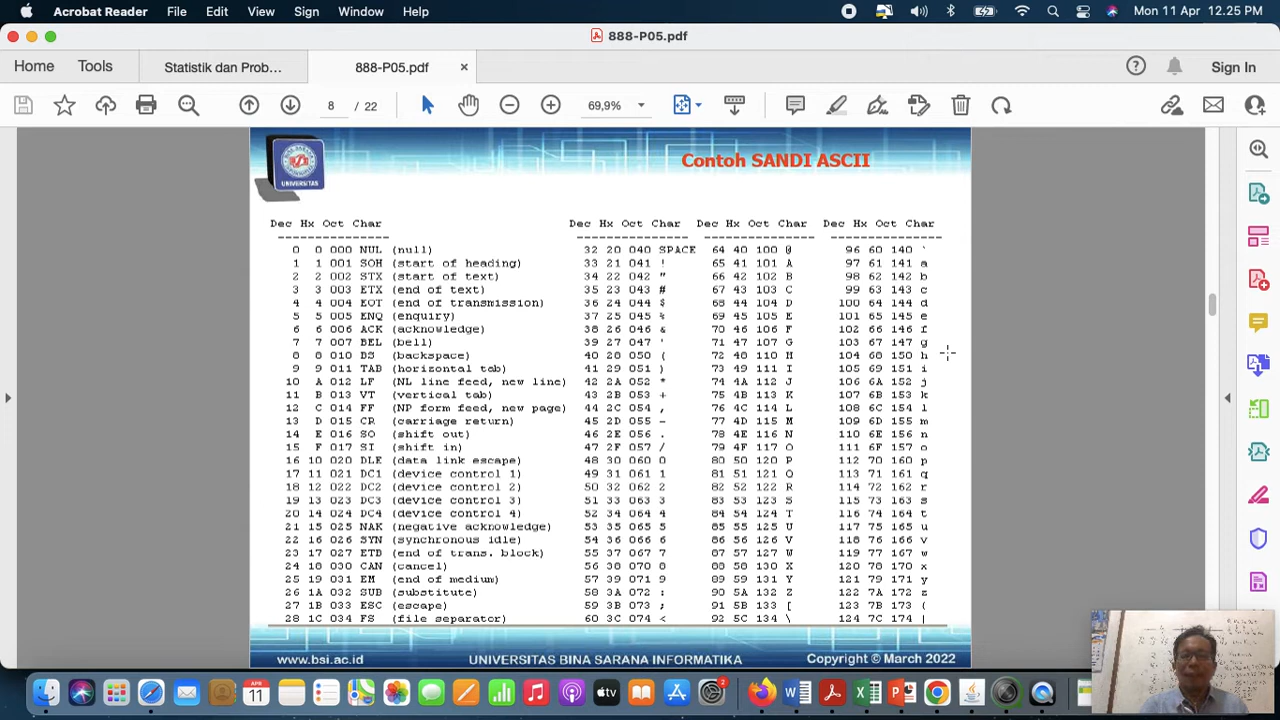 Acrobat Reader File Edit View Sign Window Help Mon 11 Apr 12.25 PM
888-P05.pdf
Home Tools Statistik dan Prob... 888-P05.pdf × Sign In
8 / 22 69,9%
UNIVERSITAS
Contoh SANDI ASCII
Dec Hx Oct Char Dec Hx Oct Char Dec Hx Oct Char Dec Hx Oct Char
0 0 000 NUL (null) 32 20 040 SPACE 64 40 100 @ 96 60 140 `
1 1 001 SOH (start of heading) 33 21 041 ! 65 41 101 A 97 61 141 a
2 2 002 STX (start of text) 34 22 042 " 66 42 102 B 98 62 142 b
3 3 003 ETX (end of text) 35 23 043 # 67 43 103 C 99 63 143 c
4 4 004 EOT (end of transmission) 36 24 044 $ 68 44 104 D 100 64 144 d
5 5 005 ENQ (enquiry) 37 25 045 % 69 45 105 E 101 65 145 e
6 6 006 ACK (acknowledge) 38 26 046 & 70 46 106 F 102 66 146 f
7 7 007 BEL (bell) 39 27 047 ' 71 47 107 G 103 67 147 g
8 8 010 BS (backspace) 40 28 050 ( 72 48 110 H 104 68 150 h
9 9 011 TAB (horizontal tab) 41 29 051 ) 73 49 111 I 105 69 151 i
10 A 012 LF (NL line feed, new line) 42 2A 052 * 74 4A 112 J 106 6A 152 j
11 B 013 VT (vertical tab) 43 2B 053 + 75 4B 113 K 107 6B 153 k
12 C 014 FF (NP form feed, new page) 44 2C 054 , 76 4C 114 L 108 6C 154 l
13 D 015 CR (carriage return) 45 2D 055 - 77 4D 115 M 109 6D 155 m
14 E 016 SO (shift out) 46 2E 056 . 78 4E 116 N 110 6E 156 n
15 F 017 SI (shift in) 47 2F 057 / 79 4F 117 O 111 6F 157 o
16 10 020 DLE (data link escape) 48 30 060 0 80 50 120 P 112 70 160 p
17 11 021 DC1 (device control 1) 49 31 061 1 81 51 121 Q 113 71 161 q
18 12 022 DC2 (device control 2) 50 32 062 2 82 52 122 R 114 72 162 r
19 13 023 DC3 (device control 3) 51 33 063 3 83 53 123 S 115 73 163 s
20 14 024 DC4 (device control 4) 52 34 064 4 84 54 124 T 116 74 164 t
21 15 025 NAK (negative acknowledge) 53 35 065 5 85 55 125 U 117 75 165 u
22 16 026 SYN (synchronous idle) 54 36 066 6 86 56 126 V 118 76 166 v
23 17 027 ETB (end of trans. block) 55 37 067 7 87 57 127 W 119 77 167 w
24 18 030 CAN (cancel) 56 38 070 8 88 58 130 X 120 78 170 x
25 19 031 EM (end of medium) 57 39 071 9 89 59 131 Y 121 79 171 y
26 1A 032 SUB (substitute) 58 3A 072 : 90 5A 132 Z 122 7A 172 z
27 1B 033 ESC (escape) 59 3B 073 ; 91 5B 133 [ 123 7B 173 {
28 1C 034 FS (file separator) 60 3C 074 < 92 5C 134 \ 124 7C 174 |
www.bsi.ac.id UNIVERSITAS BINA SARANA INFORMATIKA Copyright © March 2022
APR
11
tv